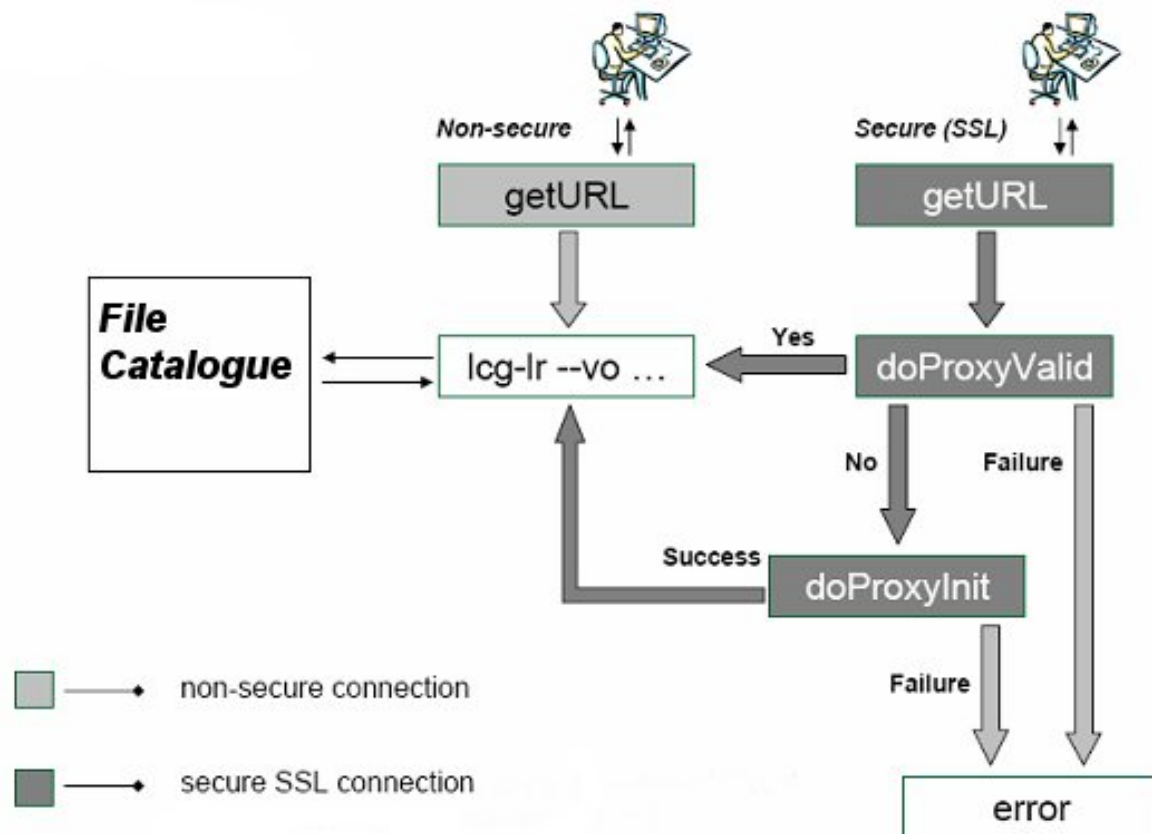 Non-secure
Secure (SSL)
getURL
getURL
File
Catalogue
lcg-lr --vo ...
Yes
doProxyValid
No
Failure
Success
doProxyInit
Failure
non-secure connection
secure SSL connection
error